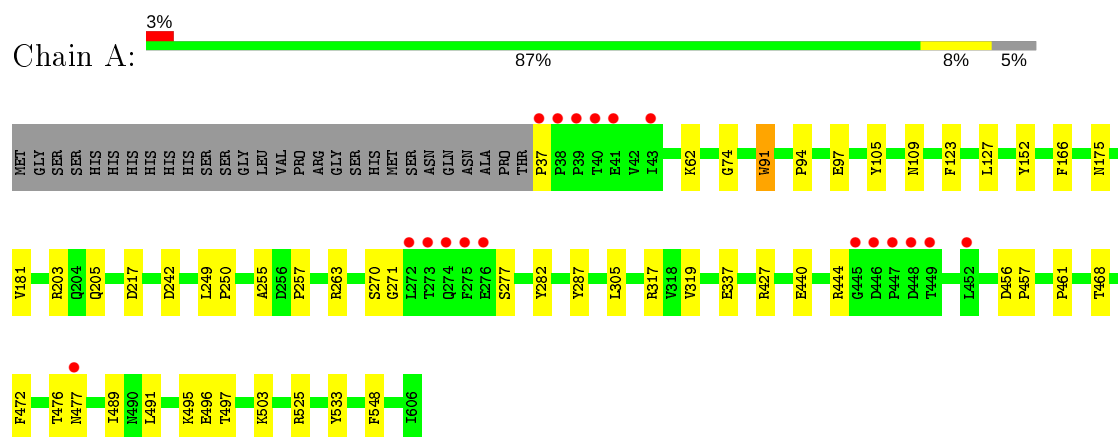 3%
Chain A:
87% 8% 5%
MET GLY SER SER HIS HIS HIS HIS HIS HIS SER SER GLY LEU VAL PRO ARG GLY SER HIS MET SER ASN GLN ASN ALA PRO THR P37 P38 P39 T40 E41 V42 I43 K62 G74 W91 P94 E97 Y105 N109 F123 L127 Y152 F166 N175
V181 R203 Q204 Q205 D217 D242 L249 P250 A255 D256 P257 R263 S270 G271 L272 T273 Q274 F275 E276 S277 Y282 Y287 L305 R317 V318 V319 E337 R427 E440 R444 G445 D446 P447 D448 T449 L452 D456 P457 P461 T468
F472 T476 N477 I489 N490 L491 K495 E496 T497 K503 R525 Y533 F548 I606